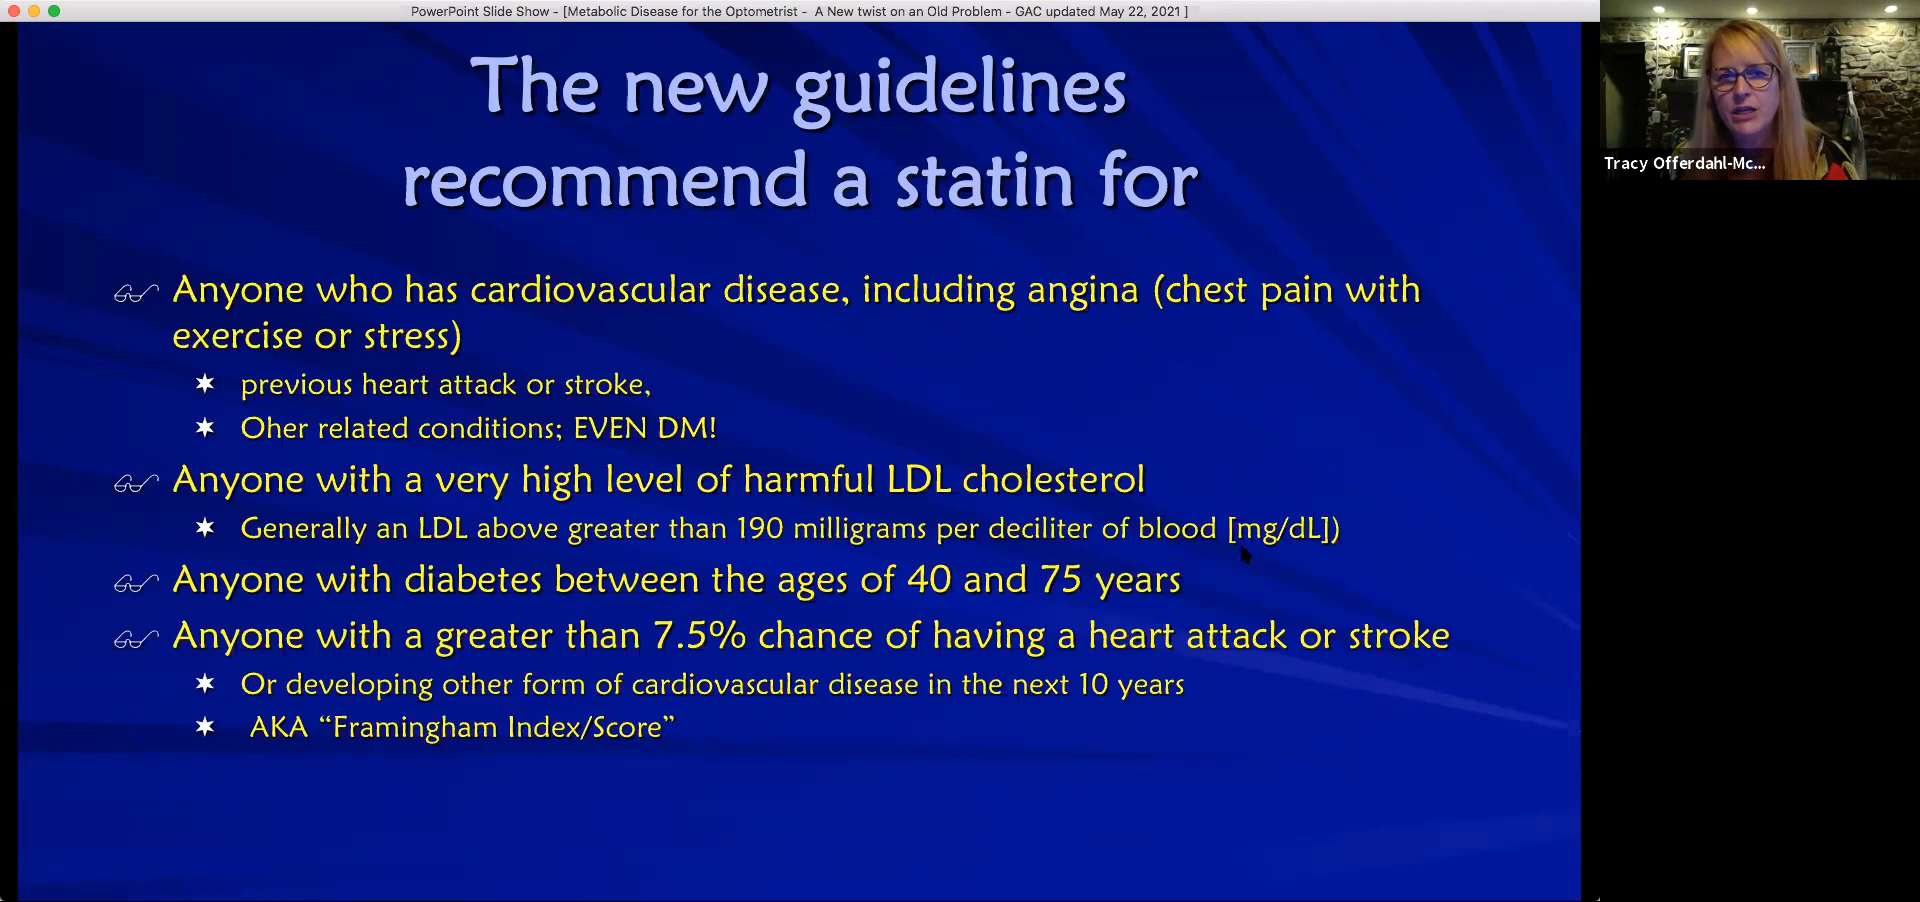 PowerPoint Slide Show - [Metabolic Disease for the Optometrist - A New twist on an Old Problem - GAC updated May 22, 2021 ]
The new guidelines
recommend a statin for
Anyone who has cardiovascular disease, including angina (chest pain with
exercise or stress)
previous heart attack or stroke,
Oher related conditions; EVEN DM!
Anyone with a very high level of harmful LDL cholesterol
Generally an LDL above greater than 190 milligrams per deciliter of blood [mg/dL])
Anyone with diabetes between the ages of 40 and 75 years
Anyone with a greater than 7.5% chance of having a heart attack or stroke
Or developing other form of cardiovascular disease in the next 10 years
AKA “Framingham Index/Score”
Tracy Offerdahl-Mc...